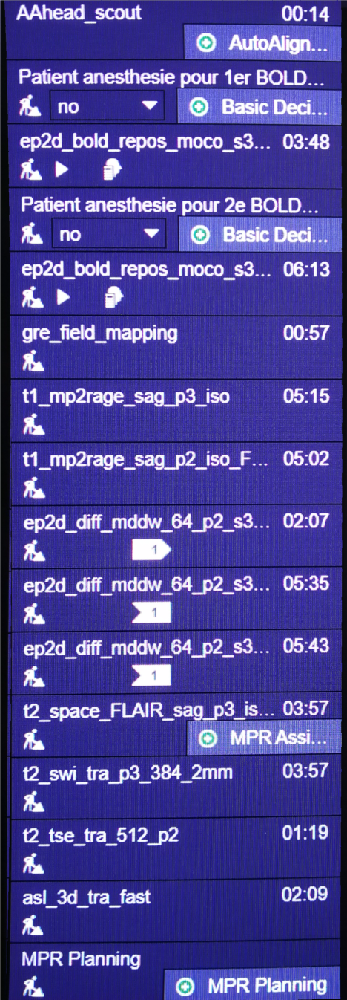 AAhead_scout 00:14
AutoAlign...
Patient anesthesie pour 1er BOLD...
no Basic Deci...
ep2d_bold_repos_moco_s3... 03:48
Patient anesthesie pour 2e BOLD...
no Basic Deci...
ep2d_bold_repos_moco_s3... 06:13
gre_field_mapping 00:57
t1_mp2rage_sag_p3_iso 05:15
t1_mp2rage_sag_p2_iso_F... 05:02
ep2d_diff_mddw_64_p2_s3... 02:07
1
ep2d_diff_mddw_64_p2_s3... 05:35
1
ep2d_diff_mddw_64_p2_s3... 05:43
1
t2_space_FLAIR_sag_p3_is... 03:57
MPR Assi...
t2_swi_tra_p3_384_2mm 03:57
t2_tse_tra_512_p2 01:19
asl_3d_tra_fast 02:09
MPR Planning
MPR Planning